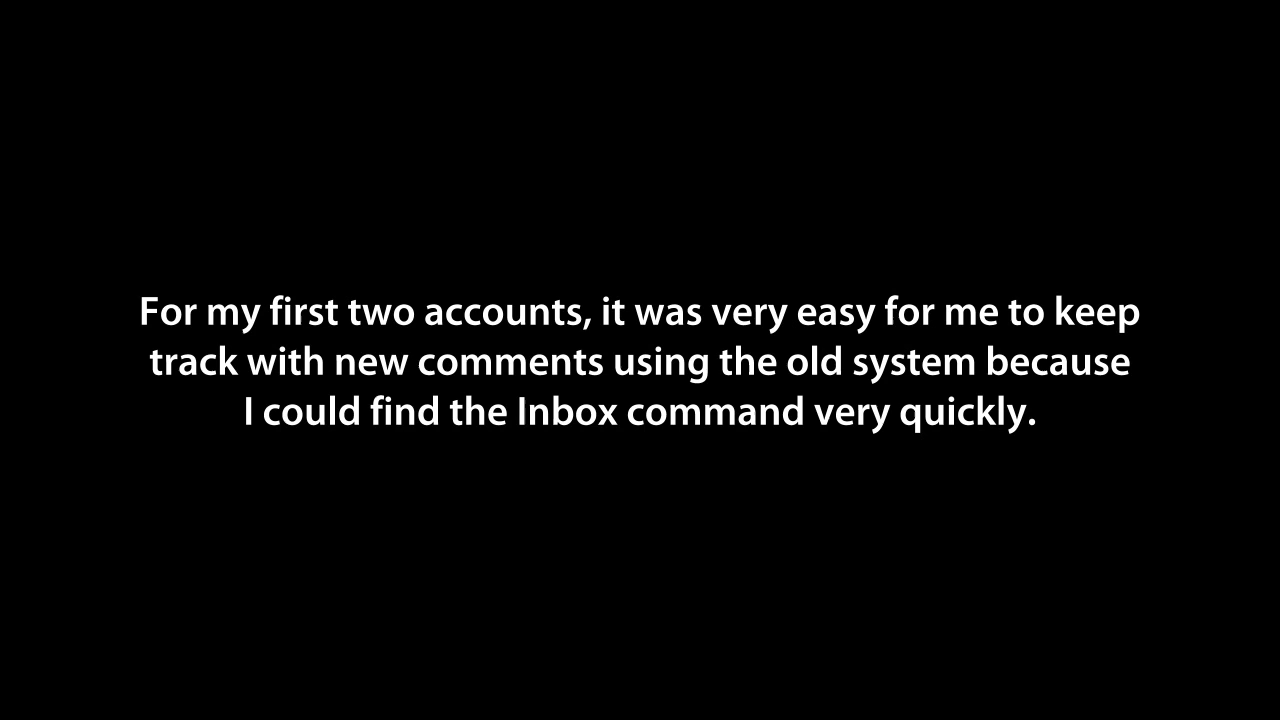 For my first two accounts, it was very easy for me to keep
track with new comments using the old system because
I could find the Inbox command very quickly.